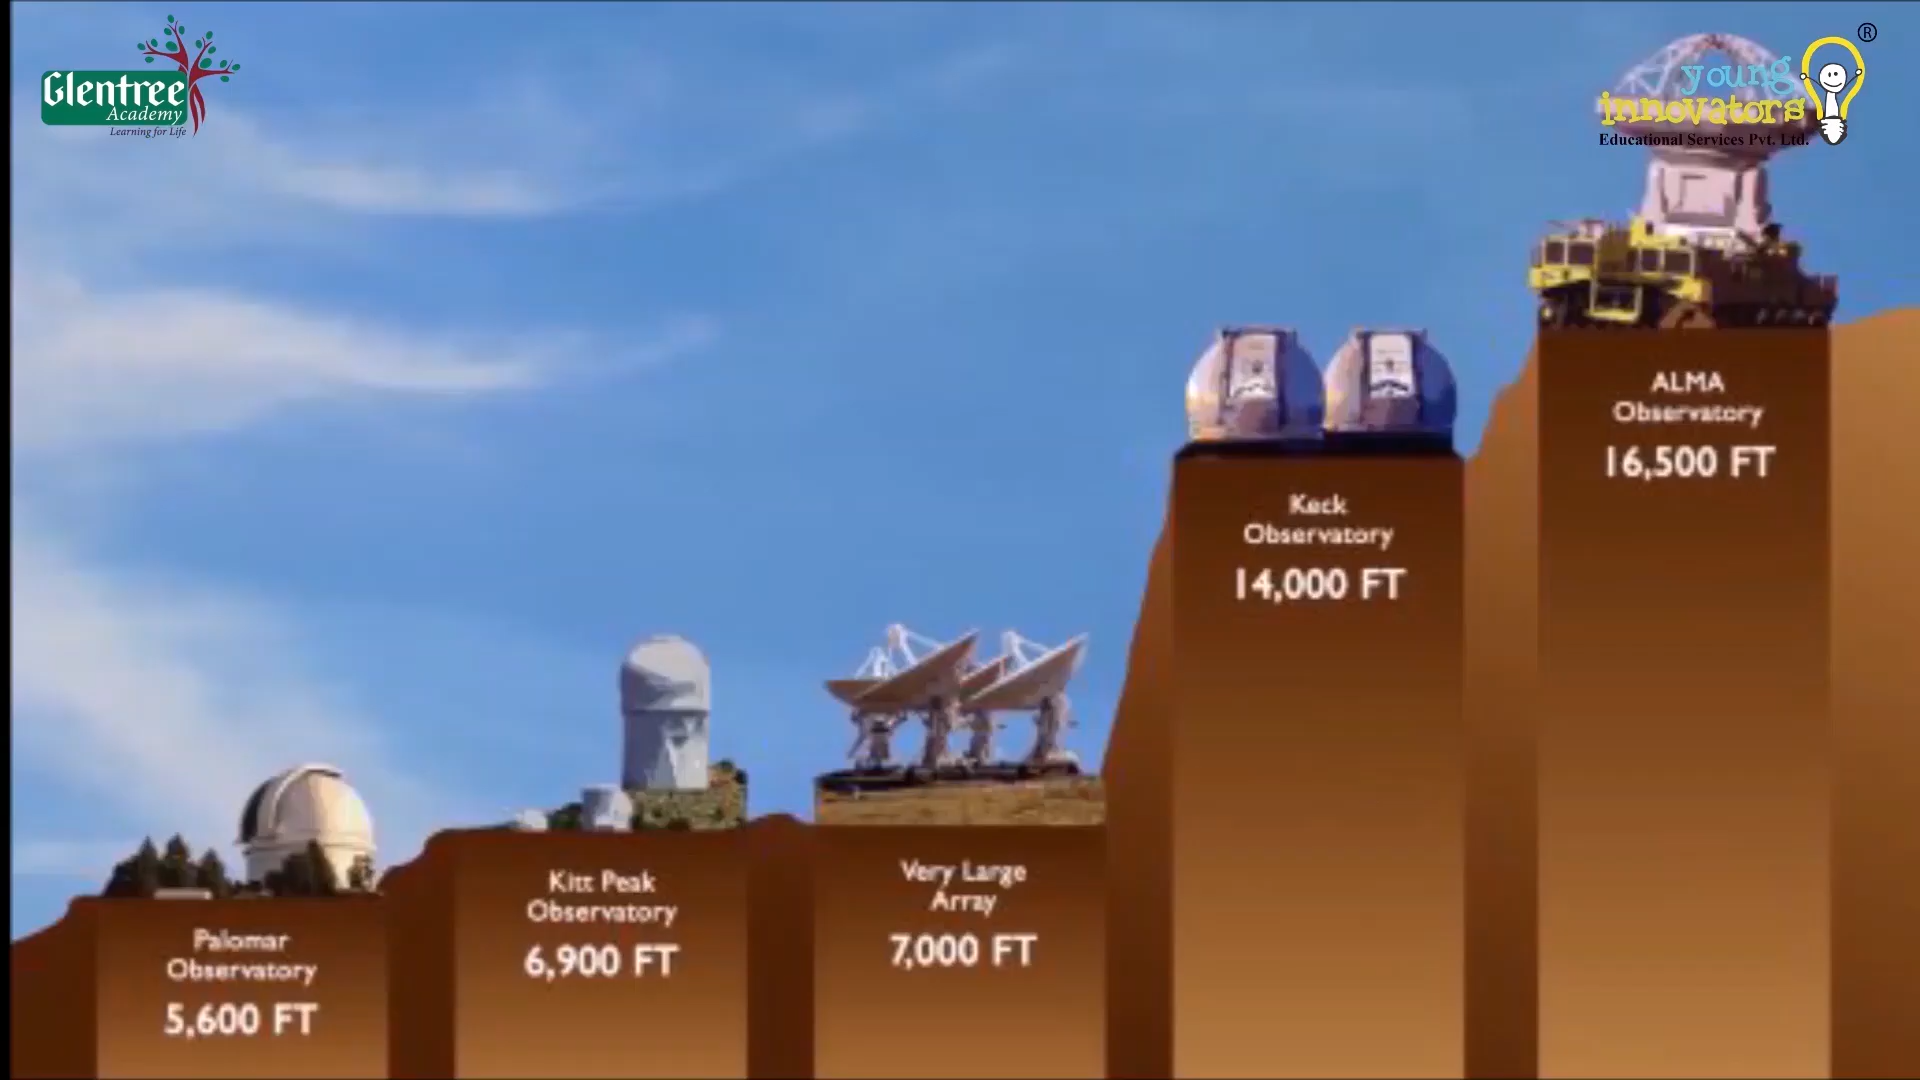 Glentree
Academy
Learning for Life
young
innovators
®
Educational Services Pvt. Ltd.
ALMA
Observatory
16,500 FT
Keck
Observatory
14,000 FT
Very Large
Array
7,000 FT
Kitt Peak
Observatory
6,900 FT
Palomar
Observatory
5,600 FT